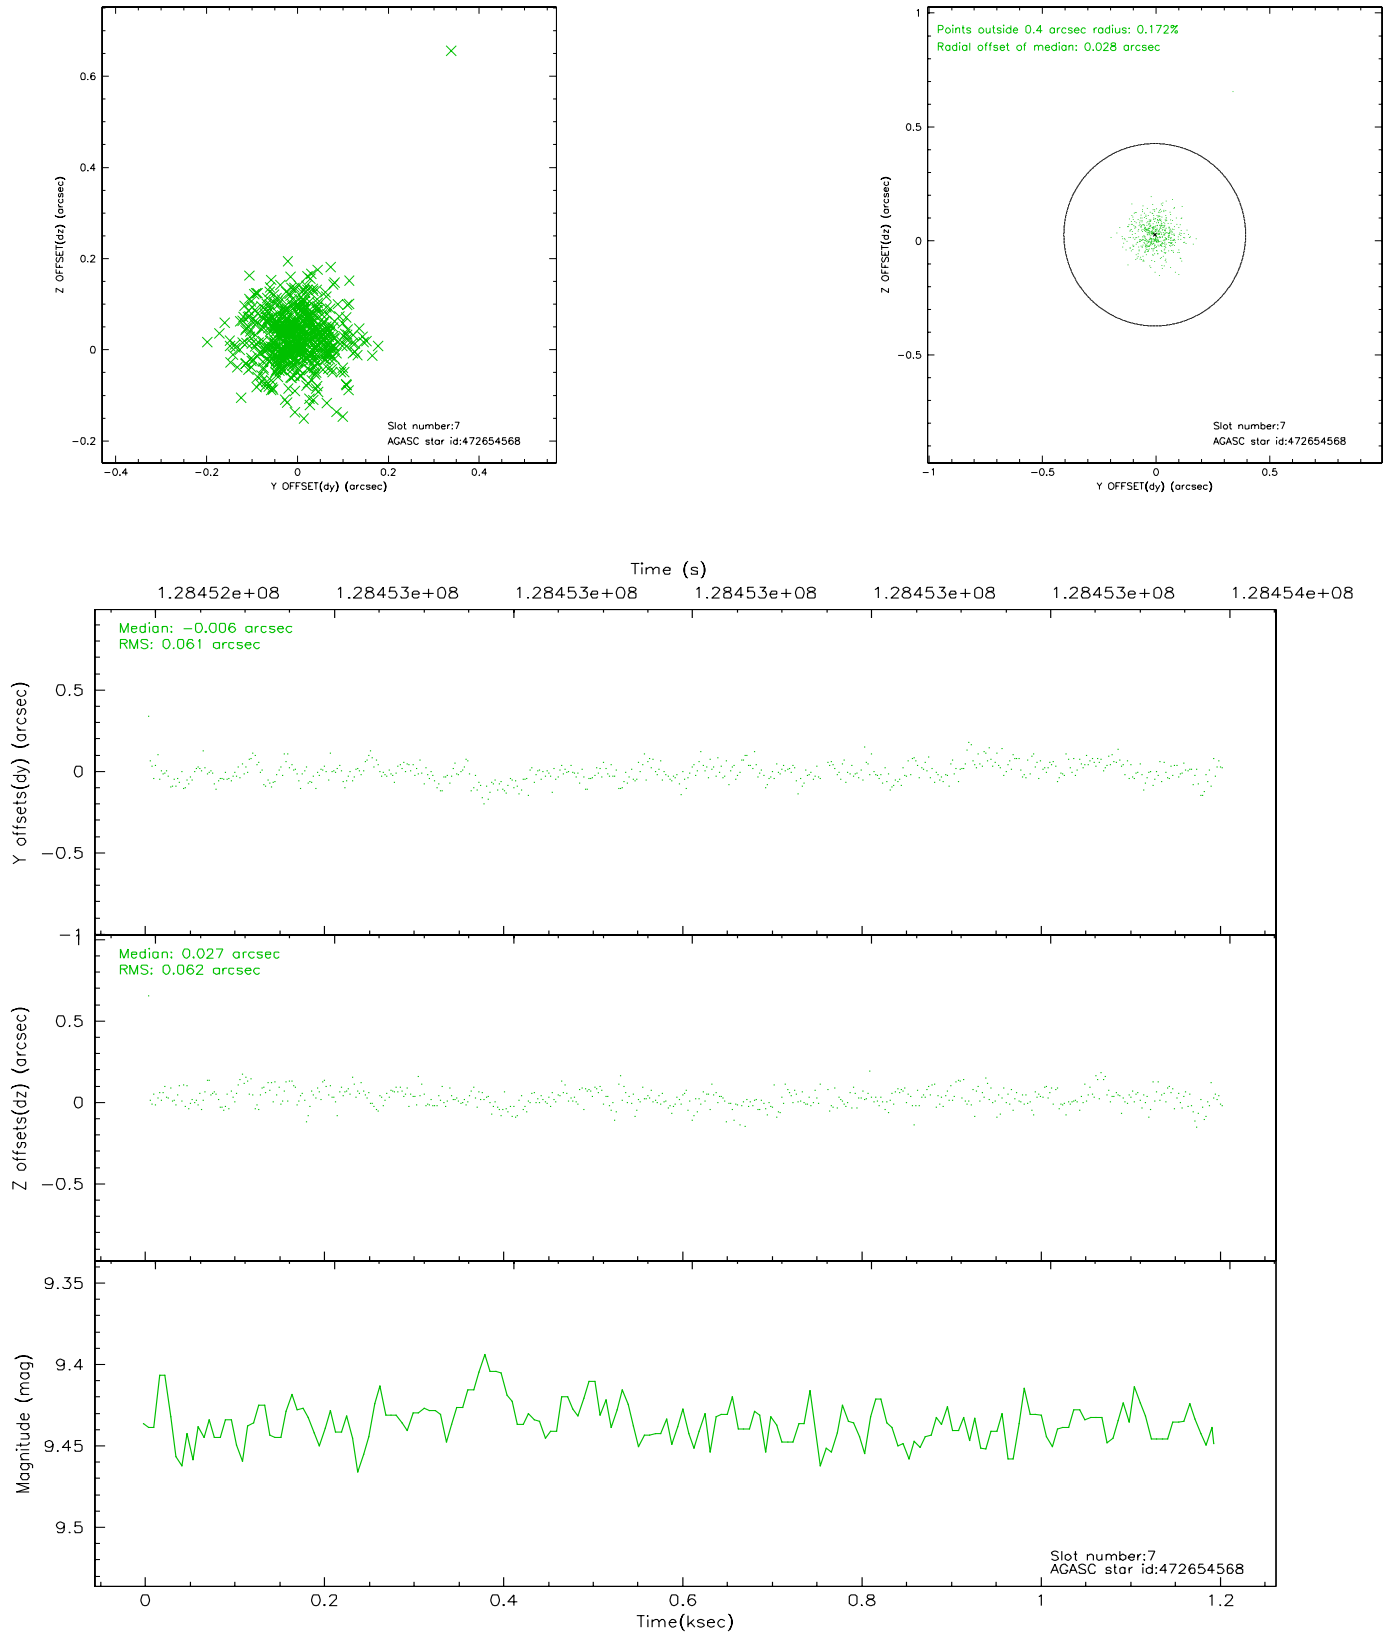 0.6
0.4
0.2
0
−0.2
−0.4
−0.2
0
0.2
0.4
Z OFFSET(dz) (arcsec)
Y OFFSET(dy) (arcsec)
Slot number:7
AGASC star id:472654568
Points outside 0.4 arcsec radius: 0.172%
Radial offset of median: 0.028 arcsec
1
0.5
0
−0.5
−1
−0.5
0
0.5
Z OFFSET(dz) (arcsec)
Y OFFSET(dy) (arcsec)
Slot number:7
AGASC star id:472654568
Time (s)
1.28452e+08
1.28453e+08
1.28453e+08
1.28453e+08
1.28453e+08
1.28453e+08
1.28454e+08
Median: −0.006 arcsec
RMS: 0.061 arcsec
0.5
0
−0.5
−1
Y offsets(dy) (arcsec)
Median: 0.027 arcsec
RMS: 0.062 arcsec
1
0.5
0
−0.5
Z offsets(dz) (arcsec)
9.35
9.4
9.45
9.5
Magnitude (mag)
Slot number:7
AGASC star id:472654568
0
0.2
0.4
0.6
0.8
1
1.2
Time(ksec)